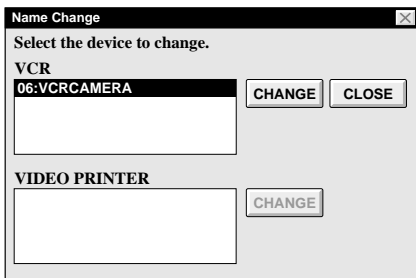 Name Change
Select the device to change.
VCR
06:VCRCAMERA
CHANGE CLOSE
VIDEO PRINTER
CHANGE